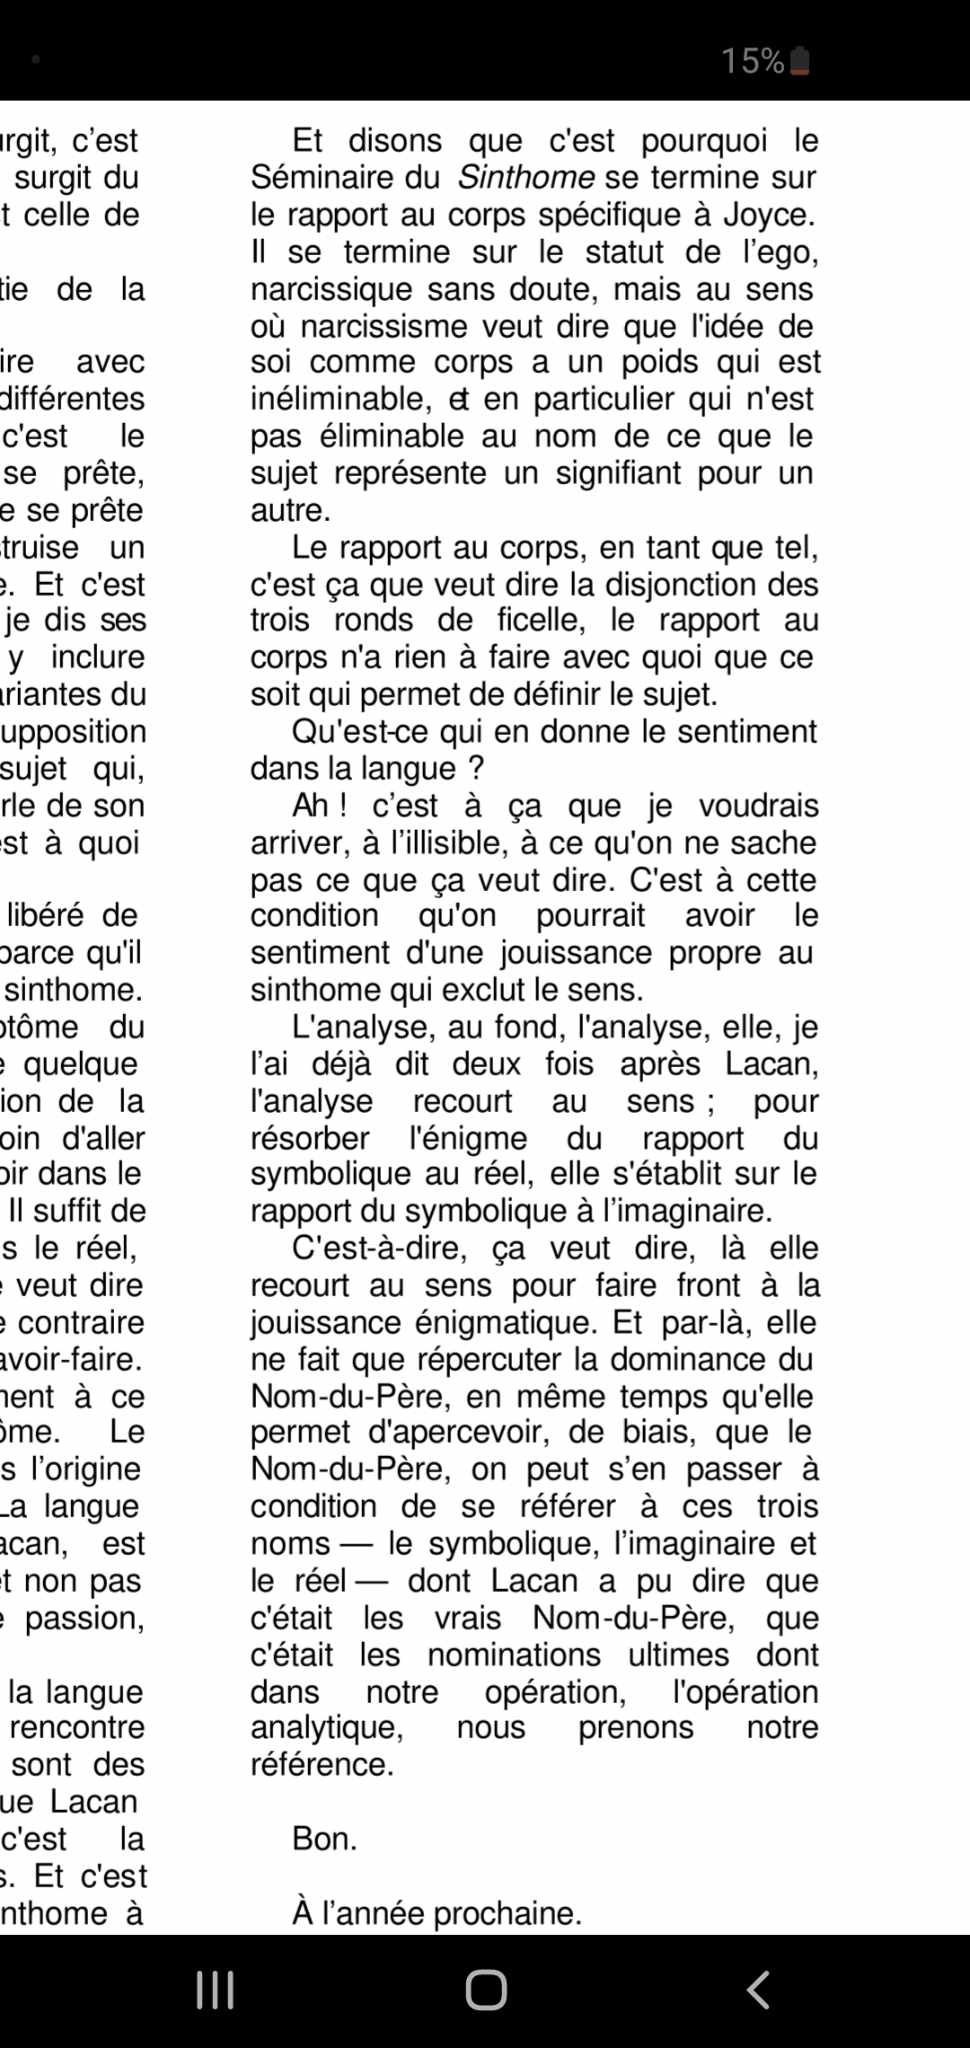 15%
urgit, c’est
surgit du
t celle de
tie de la
ire avec
différentes
c'est le
se prête,
e se prête
struise un
e. Et c'est
je dis ses
y inclure
ariantes du
upposition
sujet qui,
rle de son
est à quoi
libéré de
parce qu'il
sinthome.
ptôme du
e quelque
ion de la
oin d'aller
oir dans le
Il suffit de
s le réel,
e veut dire
e contraire
avoir-faire.
ment à ce
ôme. Le
s l’origine
La langue
acan, est
et non pas
e passion,
la langue
rencontre
sont des
ue Lacan
c'est la
s. Et c'est
nthome à
Et disons que c'est pourquoi le
Séminaire du Sinthome se termine sur
le rapport au corps spécifique à Joyce.
Il se termine sur le statut de l’ego,
narcissique sans doute, mais au sens
où narcissisme veut dire que l'idée de
soi comme corps a un poids qui est
inéliminable, et en particulier qui n'est
pas éliminable au nom de ce que le
sujet représente un signifiant pour un
autre.
Le rapport au corps, en tant que tel,
c'est ça que veut dire la disjonction des
trois ronds de ficelle, le rapport au
corps n'a rien à faire avec quoi que ce
soit qui permet de définir le sujet.
Qu'est-ce qui en donne le sentiment
dans la langue ?
Ah ! c’est à ça que je voudrais
arriver, à l’illisible, à ce qu'on ne sache
pas ce que ça veut dire. C'est à cette
condition qu'on pourrait avoir le
sentiment d'une jouissance propre au
sinthome qui exclut le sens.
L'analyse, au fond, l'analyse, elle, je
l’ai déjà dit deux fois après Lacan,
l'analyse recourt au sens ; pour
résorber l'énigme du rapport du
symbolique au réel, elle s'établit sur le
rapport du symbolique à l’imaginaire.
C'est-à-dire, ça veut dire, là elle
recourt au sens pour faire front à la
jouissance énigmatique. Et par-là, elle
ne fait que répercuter la dominance du
Nom-du-Père, en même temps qu'elle
permet d'apercevoir, de biais, que le
Nom-du-Père, on peut s’en passer à
condition de se référer à ces trois
noms — le symbolique, l’imaginaire et
le réel — dont Lacan a pu dire que
c'était les vrais Nom-du-Père, que
c'était les nominations ultimes dont
dans notre opération, l'opération
analytique, nous prenons notre
référence.
Bon.
À l’année prochaine.